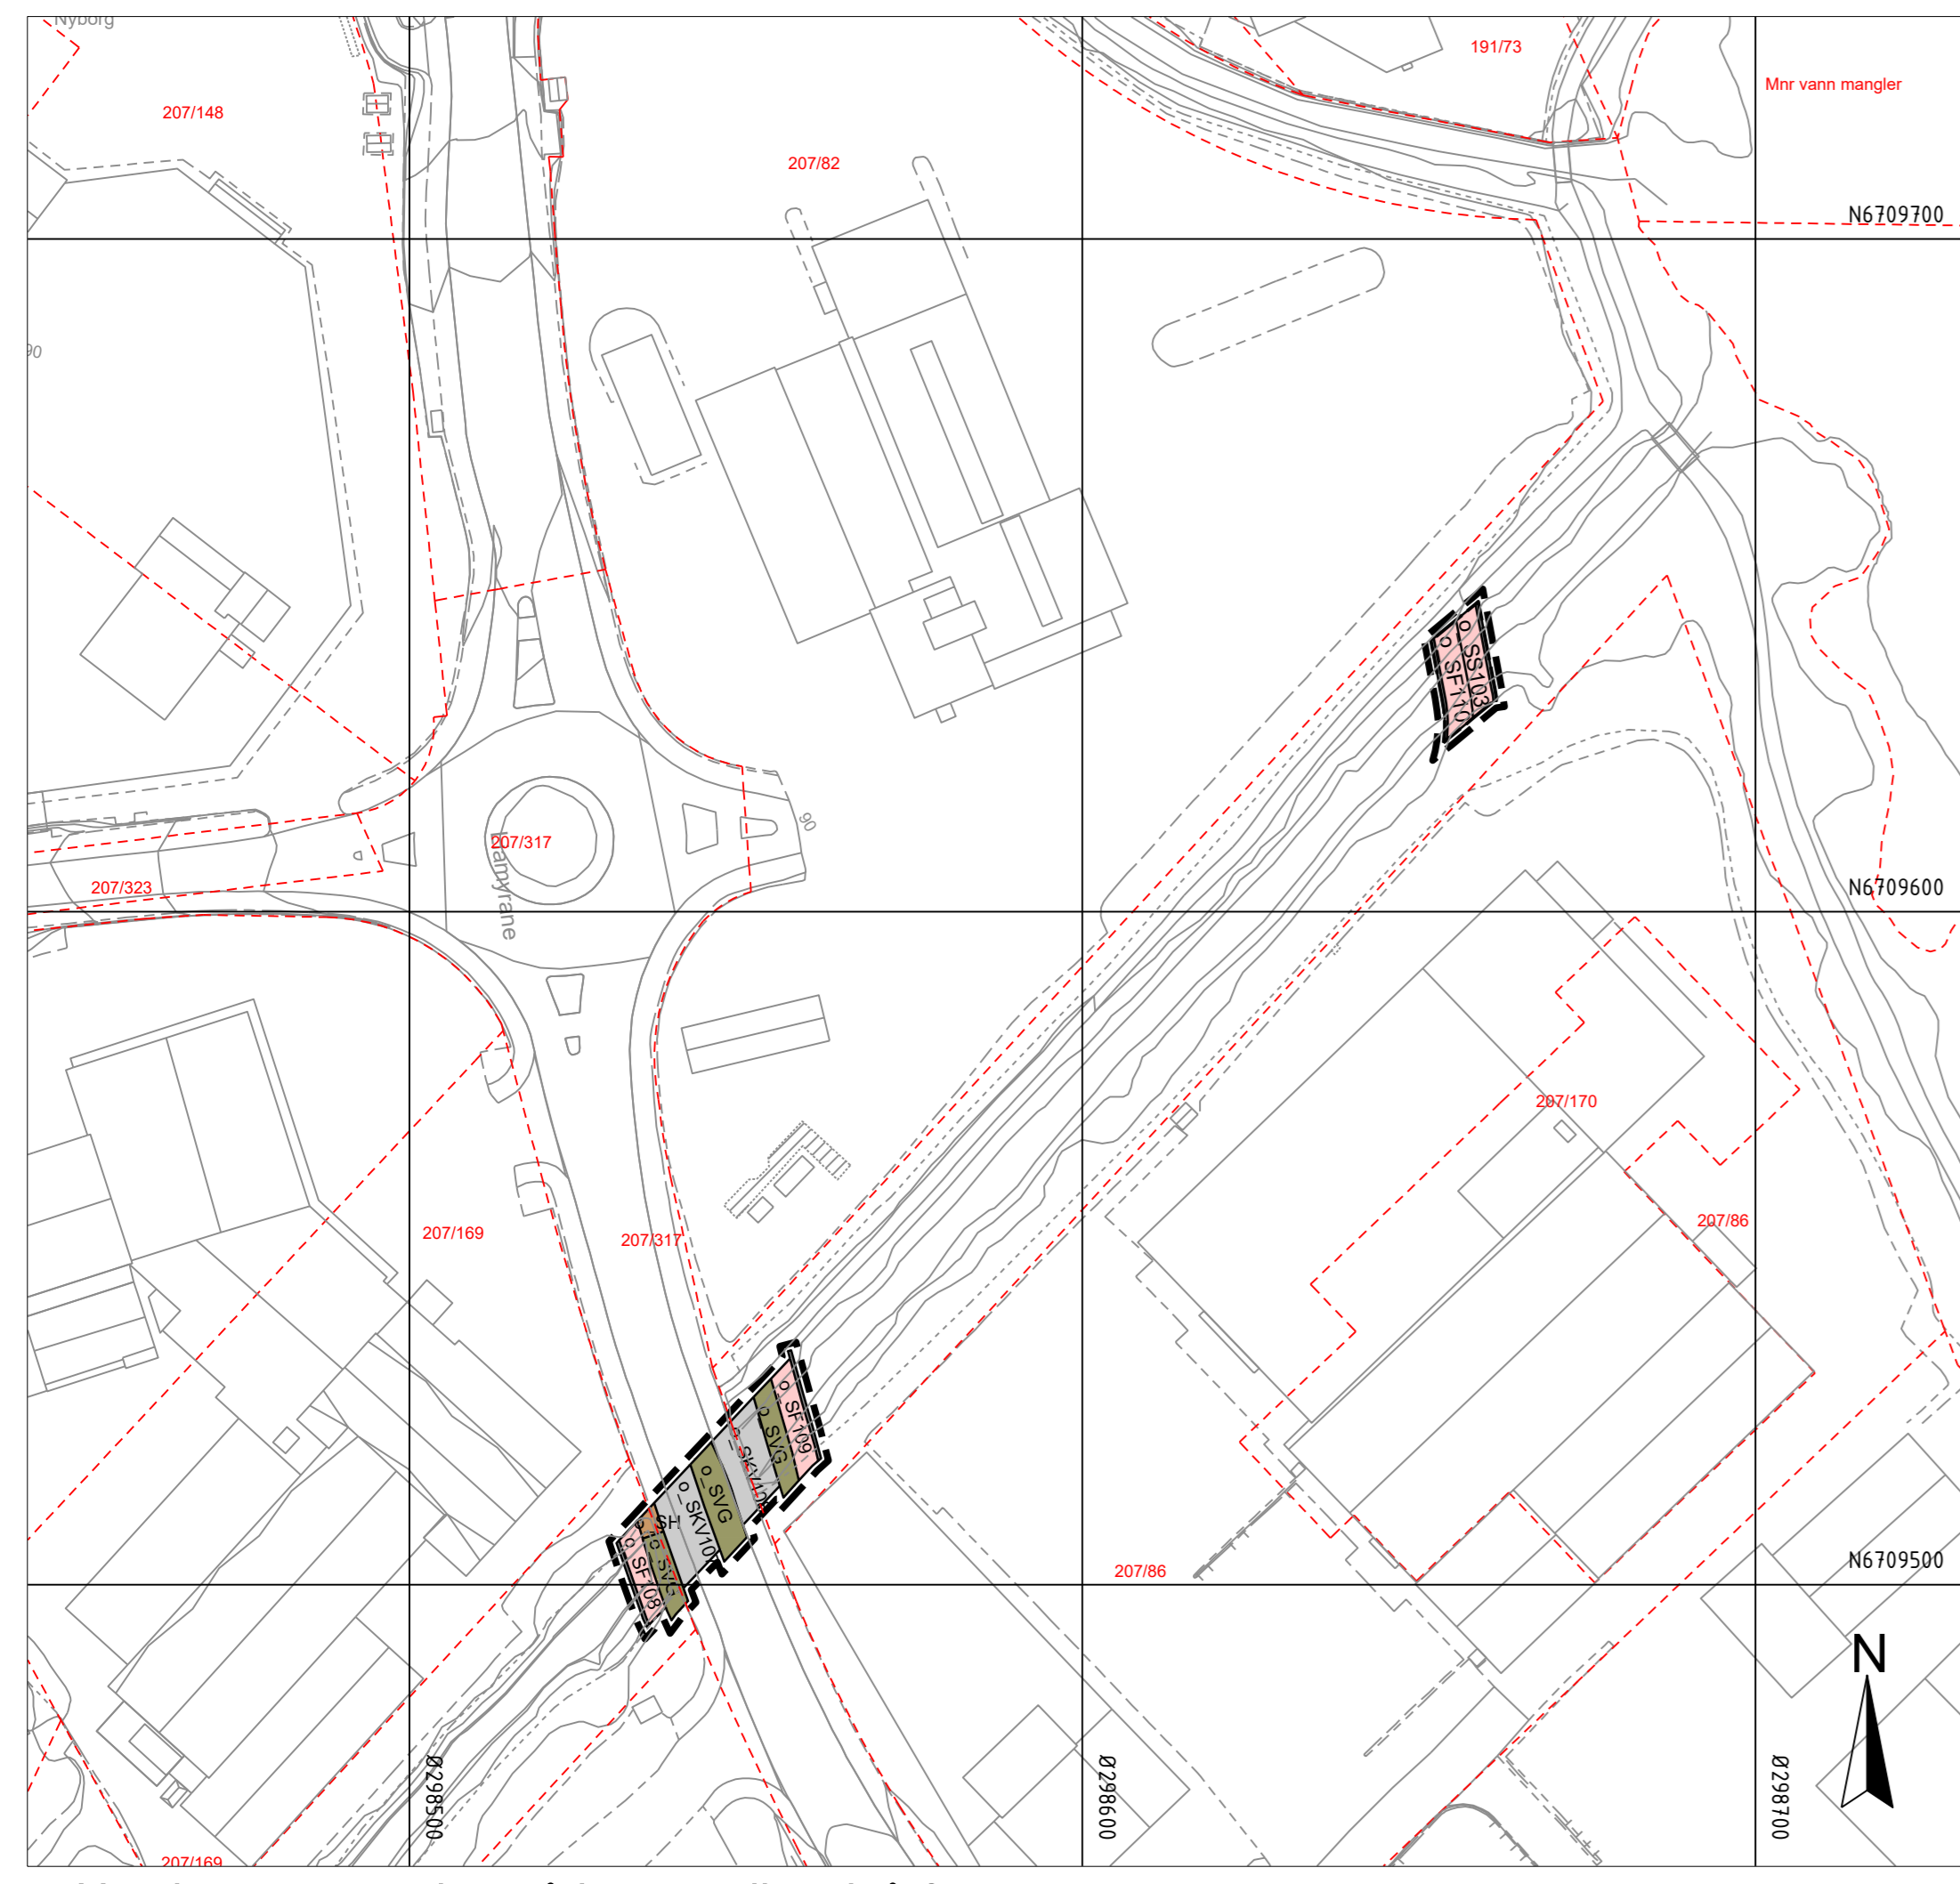 Nyborg
191/73
Mnr vann mangler
207/148
207/82
N6709700
90
o_SS103
o_SF110
90
207/317
Hamyrane
207/323
N6709600
207/170
207/86
207/169
207/317
o_SF109
o_SVG
o_SVG
SH
o_SVG
o_SF108
N6709500
207/86
N
Ø298500
Ø298600
Ø298700
207/169